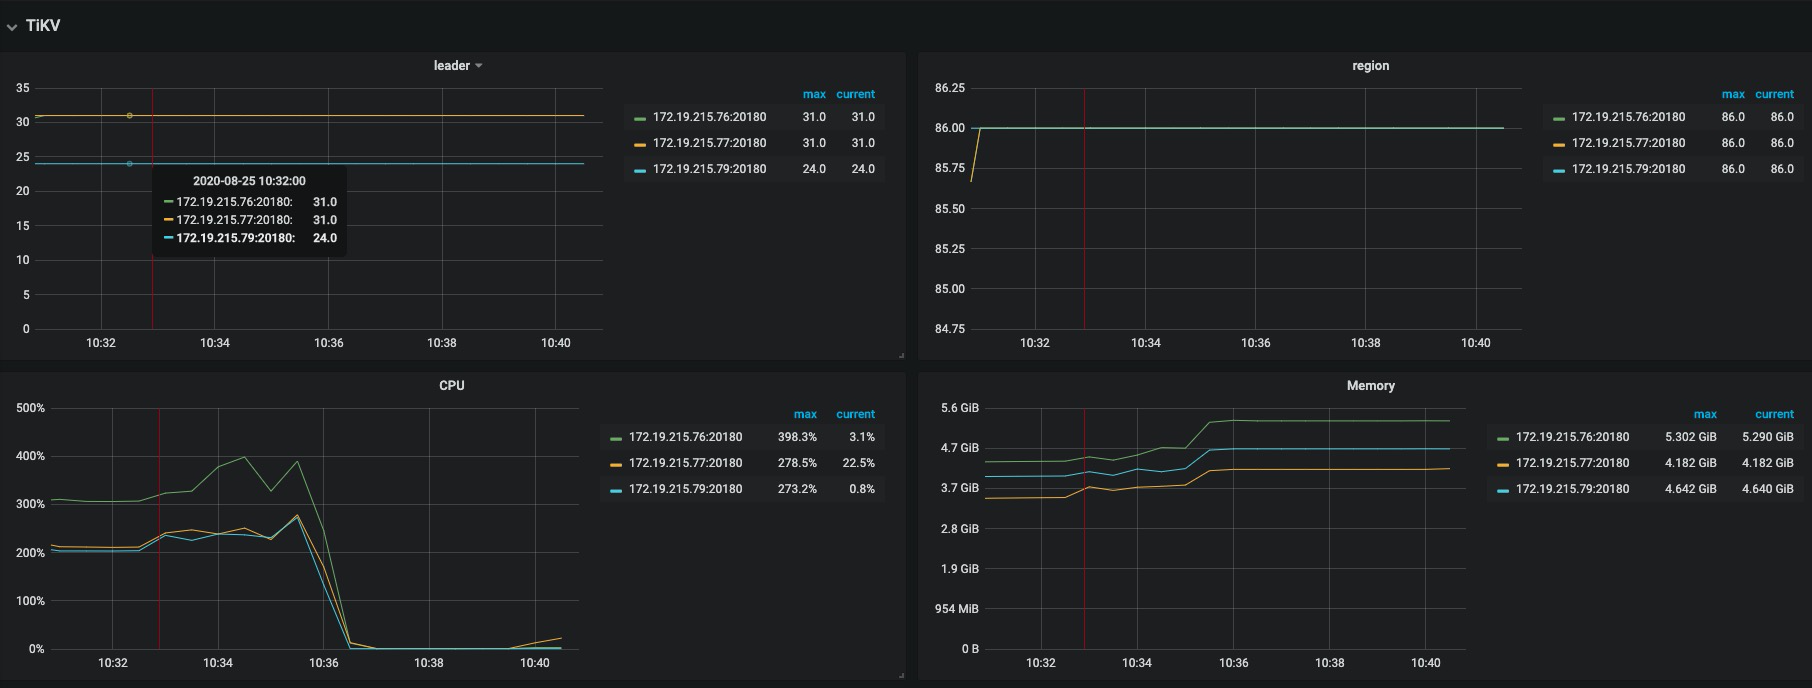 TiKV
leader
35
30
25
20
15
10
5
0
10:32 10:34 10:36 10:38 10:40
2020-08-25 10:32:00
172.19.215.76:20180: 31.0
172.19.215.77:20180: 31.0
172.19.215.79:20180: 24.0
max current
172.19.215.76:20180 31.0 31.0
172.19.215.77:20180 31.0 31.0
172.19.215.79:20180 24.0 24.0
region
86.25
86.00
85.75
85.50
85.25
85.00
84.75
10:32 10:34 10:36 10:38 10:40
max current
172.19.215.76:20180 86.0 86.0
172.19.215.77:20180 86.0 86.0
172.19.215.79:20180 86.0 86.0
CPU
500%
400%
300%
200%
100%
0%
10:32 10:34 10:36 10:38 10:40
max current
172.19.215.76:20180 398.3% 3.1%
172.19.215.77:20180 278.5% 22.5%
172.19.215.79:20180 273.2% 0.8%
Memory
5.6 GiB
4.7 GiB
3.7 GiB
2.8 GiB
1.9 GiB
954 MiB
0 B
10:32 10:34 10:36 10:38 10:40
max current
172.19.215.76:20180 5.302 GiB 5.290 GiB
172.19.215.77:20180 4.182 GiB 4.182 GiB
172.19.215.79:20180 4.642 GiB 4.640 GiB